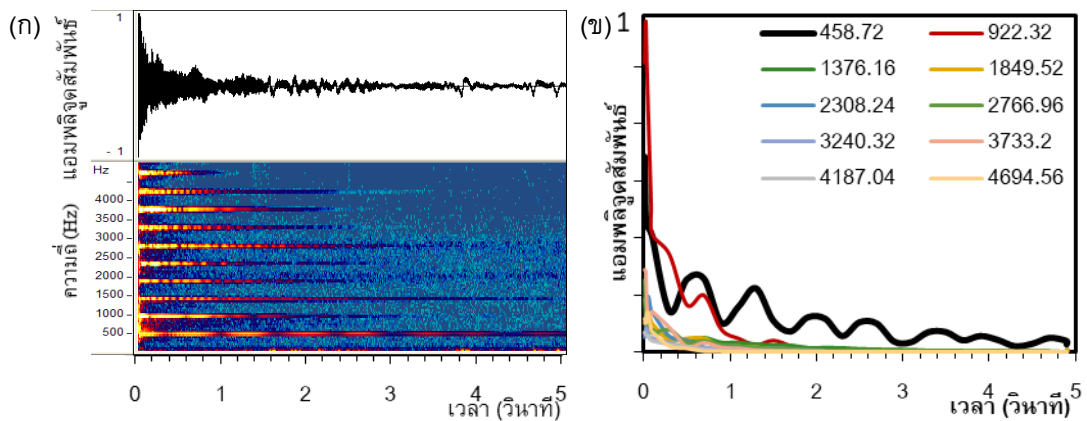 (ก)
แอมพลิจูดสัมพันธ์
1
- 1
ความถี่ (Hz)
Hz
4000
3500
3000
2500
2000
1500
1000
500
0 1 2 3 4 5
เวลา (วินาที)
(ข)
แอมพลิจูดสัมพันธ์
1
458.72 922.32
1376.16 1849.52
2308.24 2766.96
3240.32 3733.2
4187.04 4694.56
0 1 2 3 4 5
เวลา (วินาที)